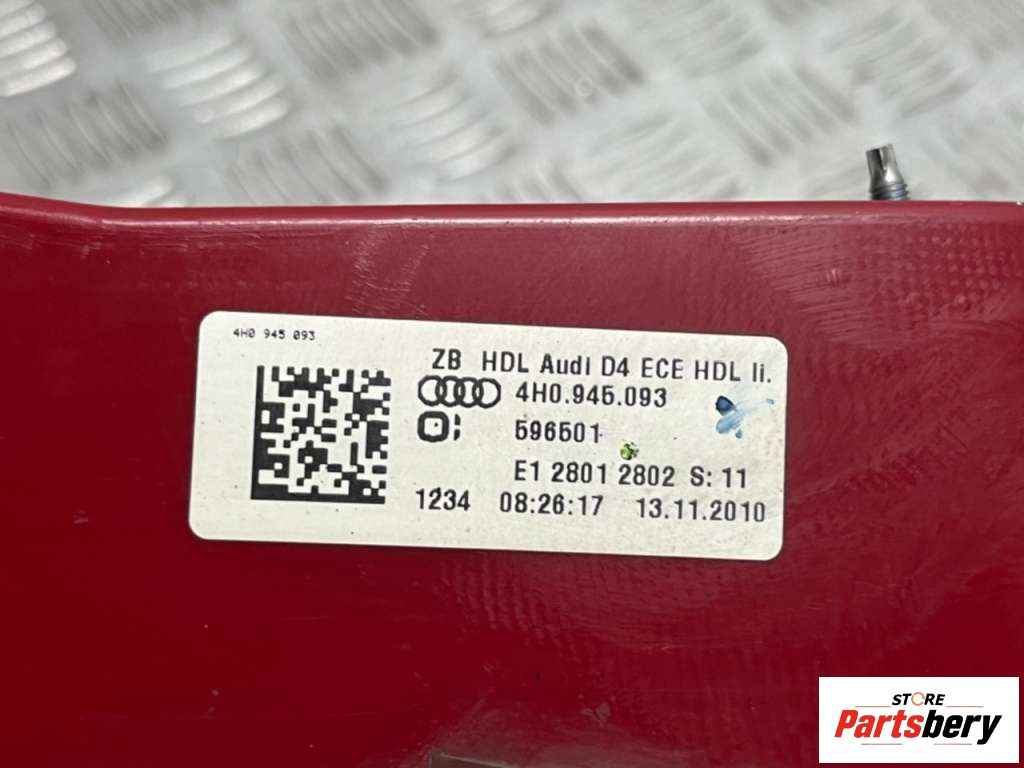 4H0 945 093
ZB HDL Audi D4 ECE HDL li.
4H0.945.093
596501
E1 2801 2802 S: 11
1234 08:26:17 13.11.2010
STORE
Partsbery